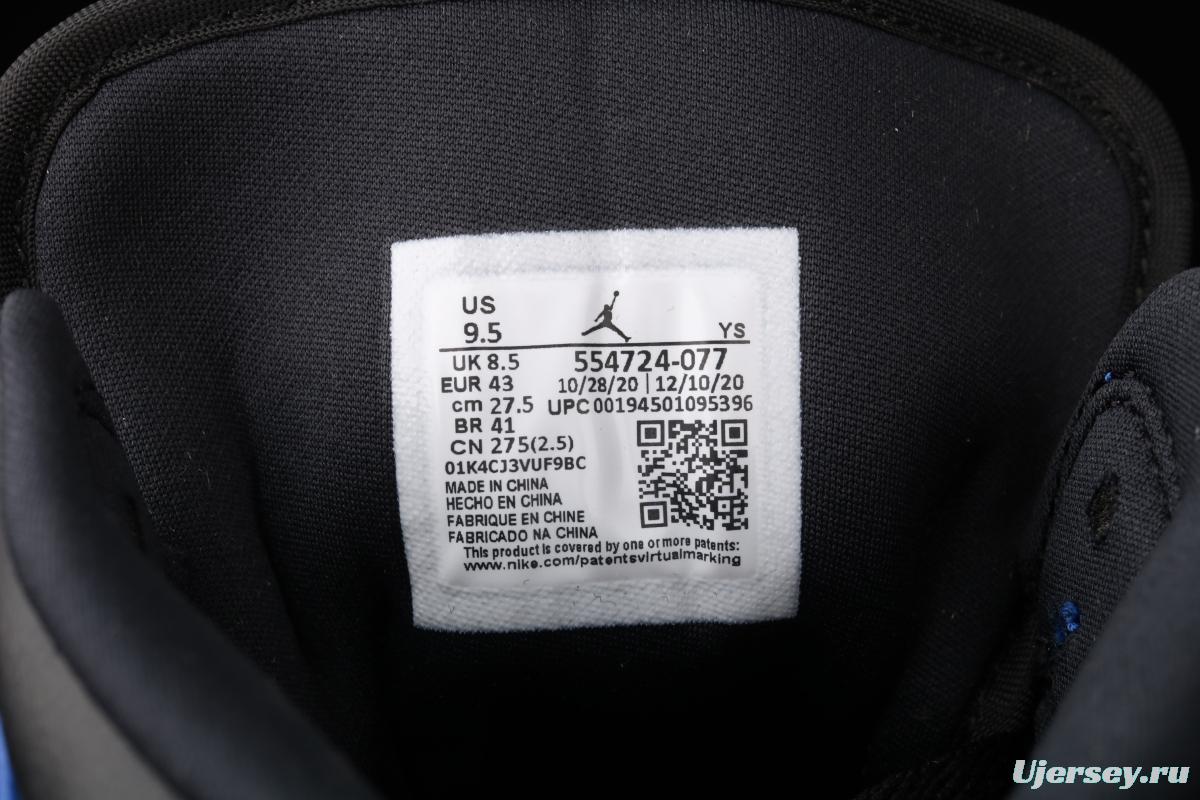 US
9.5 YS
UK 8.5 554724-077
EUR 43 10/28/20 | 12/10/20
cm 27.5 UPC 00194501095396
BR 41
CN 275(2.5)
01K4CJ3VUF9BC
MADE IN CHINA
HECHO EN CHINA
FABRIQUE EN CHINE
FABRICADO NA CHINA
This product is covered by one or more patents:
www.nike.com/patentsvirtualmarking
Ujersey.ru